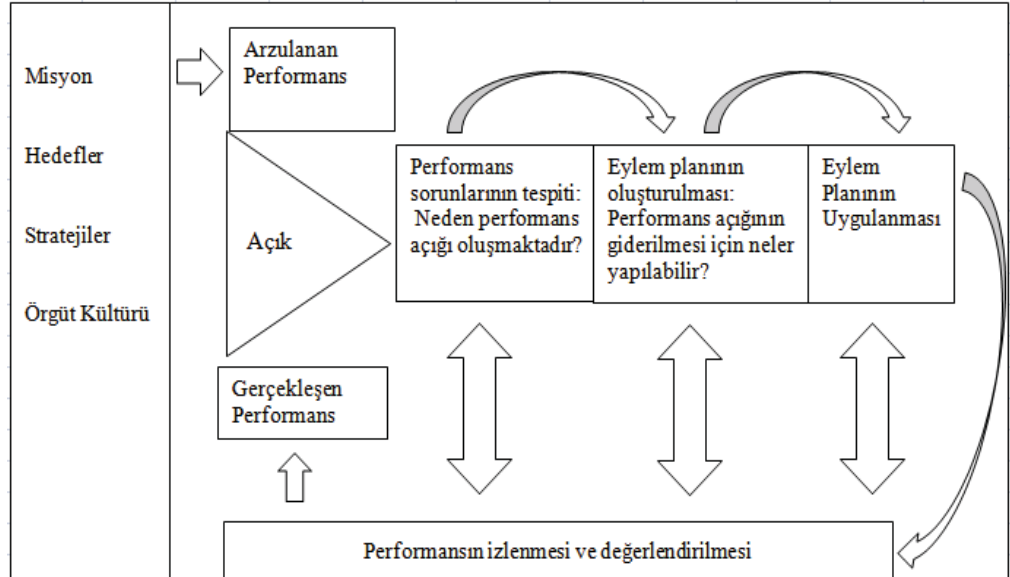 Misyon
Hedefler
Stratejiler
Örgüt Kültürü
Arzulanan
Performans
Açık
Gerçekleşen
Performans
Performans
sorunlarının tespiti:
Neden performans
açığı oluşmaktadır?
Eylem planının
oluşturulması:
Performans açığının
giderilmesi için neler
yapılabilir?
Eylem
Planının
Uygulanması
Performansın izlenmesi ve değerlendirilmesi